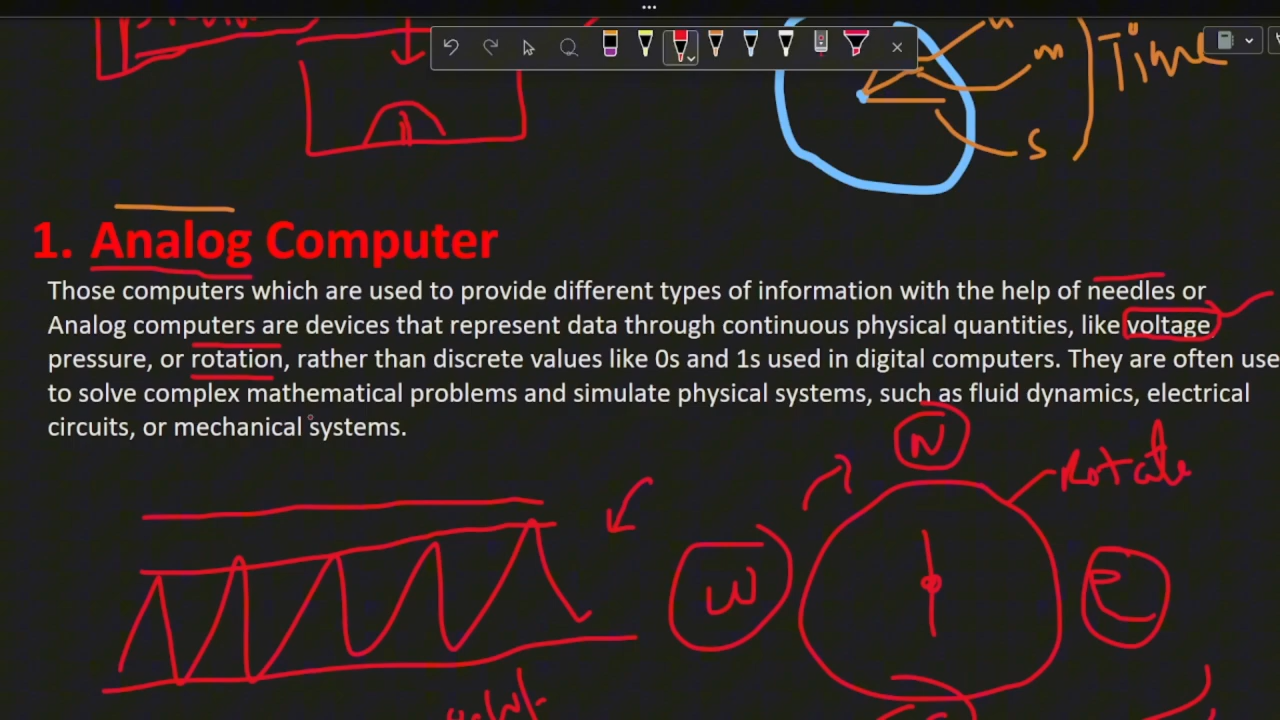 h
m
Time
s
1. Analog Computer
Those computers which are used to provide different types of information with the help of needles or
Analog computers are devices that represent data through continuous physical quantities, like voltage
pressure, or rotation, rather than discrete values like 0s and 1s used in digital computers. They are often use
to solve complex mathematical problems and simulate physical systems, such as fluid dynamics, electrical
circuits, or mechanical systems.
N
Rotate
W
E